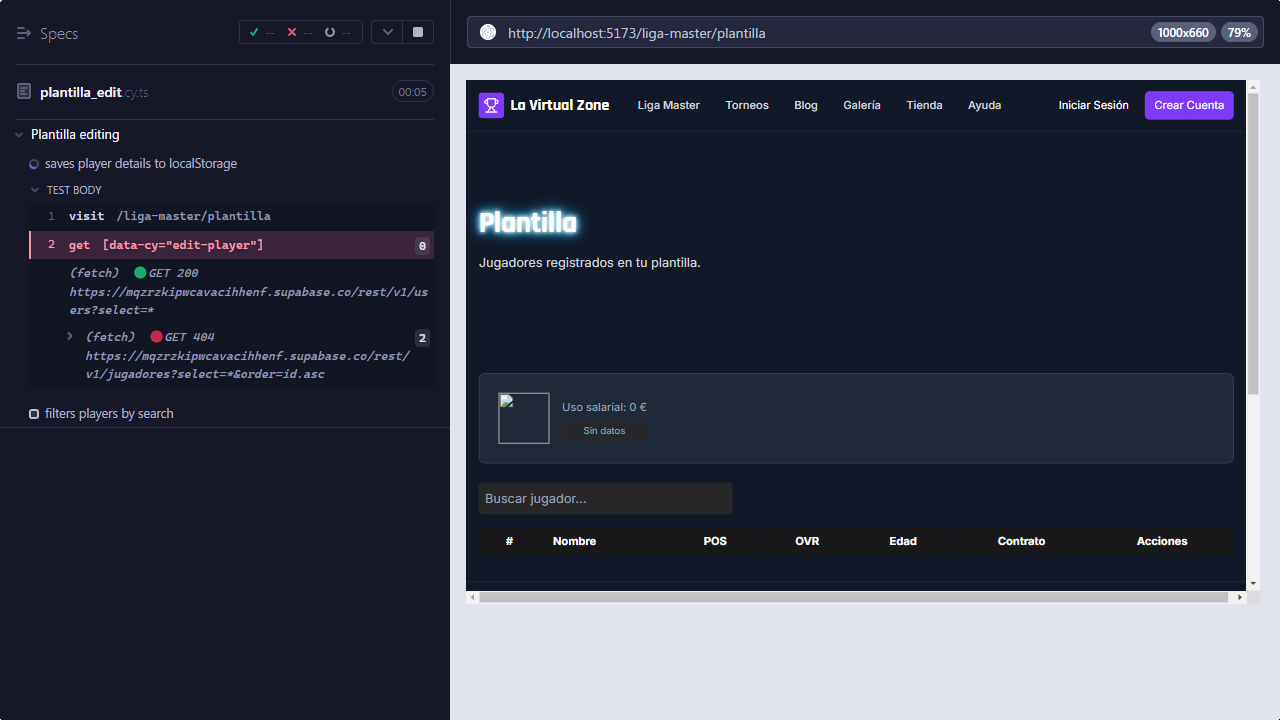 Specs
--
--
--
http://localhost:5173/liga-master/plantilla
1000x660
79%
plantilla_edit.cy.ts
00:05
Plantilla editing
saves player details to localStorage
TEST BODY
1 visit /liga-master/plantilla
2 get [data-cy="edit-player"] 0
(fetch) GET 200
https://mqzrzkipwcavacihhenf.supabase.co/rest/v1/us
ers?select=*
(fetch) GET 404 2
https://mqzrzkipwcavacihhenf.supabase.co/rest/
v1/jugadores?select=*&order=id.asc
filters players by search
La Virtual Zone
Liga Master
Torneos
Blog
Galería
Tienda
Ayuda
Iniciar Sesión
Crear Cuenta
Plantilla
Jugadores registrados en tu plantilla.
Uso salarial: 0 €
Sin datos
Buscar jugador...
# Nombre POS OVR Edad Contrato Acciones